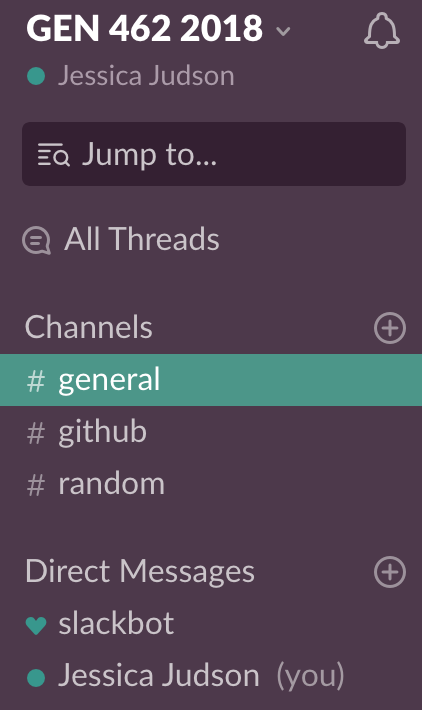 GEN 462 2018
Jessica Judson
Jump to...
All Threads
Channels
# general
# github
# random
Direct Messages
slackbot
Jessica Judson (you)